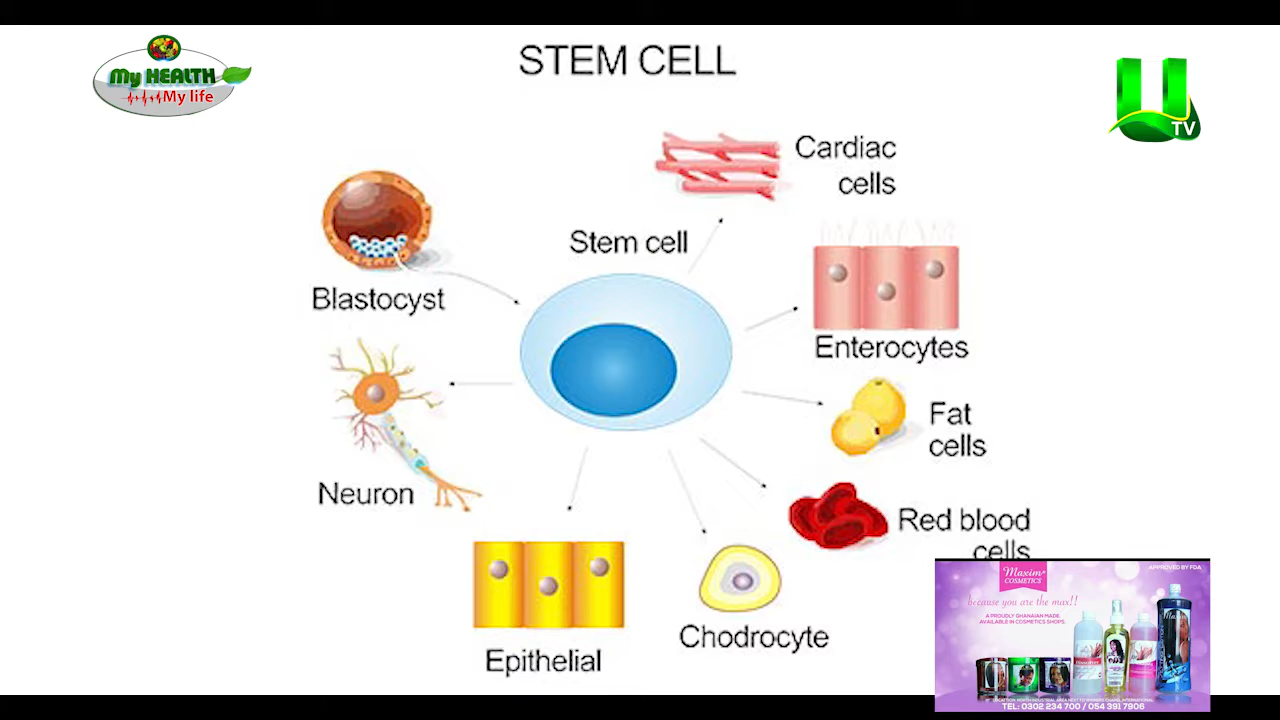 STEM CELL
My HEALTH
My life
TV
Cardiac
cells
Stem cell
Blastocyst
Enterocytes
Fat
cells
Neuron
Red blood
cells
Epithelial
Chodrocyte
Maxim
COSMETICS
APPROVED BY FDA
because you are the max!!
A PROUDLY GHANAIAN MADE.
AVAILABLE IN COSMETICS SHOPS.
TEL: 0302 234 700 / 054 391 7906